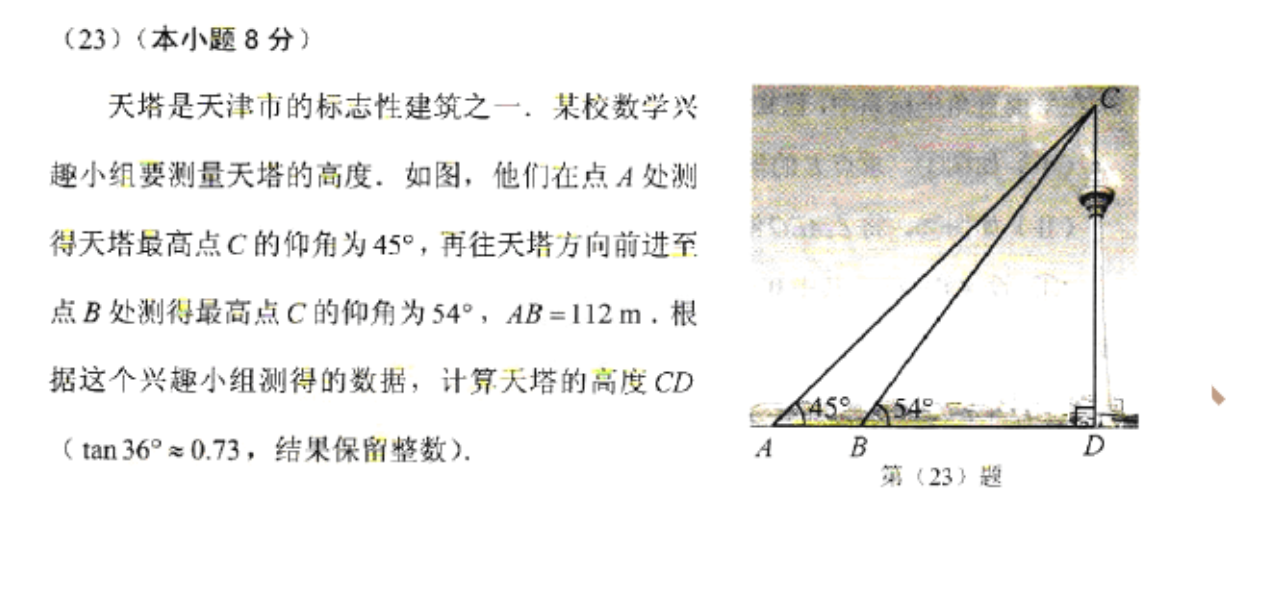 （23）（本小题 8 分）
天塔是天津市的标志性建筑之一．某校数学兴
趣小组要测量天塔的高度．如图，他们在点 A 处测
得天塔最高点 C 的仰角为 45°，再往天塔方向前进至
点 B 处测得最高点 C 的仰角为 54°，AB＝112 m．根
据这个兴趣小组测得的数据，计算天塔的高度 CD
（tan 36°≈0.73，结果保留整数）．
C
45° 54°
A B D
第（23）题